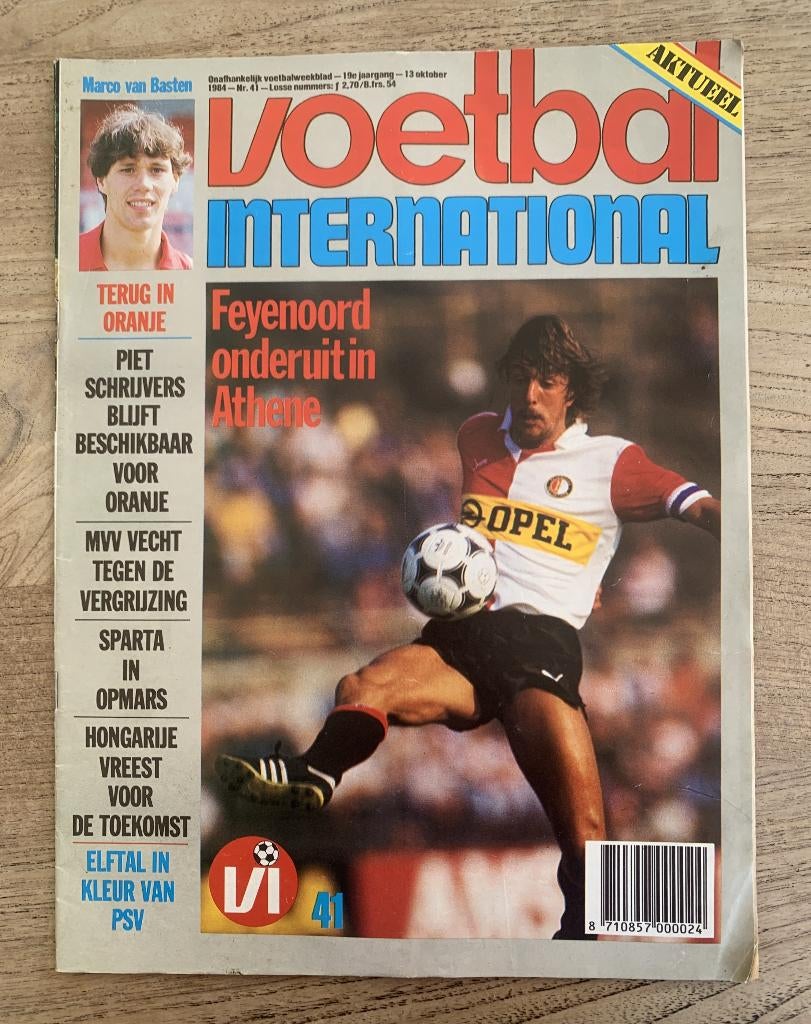 Marco van Basten
Onafhankelijk voetbalweekblad – 19e jaargang – 13 oktober
1984 – Nr. 41 – Losse nummers: ƒ 2,70/B.frs. 54
AKTUEEL
voetbal
INTERNATIONAL
TERUG IN
ORANJE
PIET
SCHRIJVERS
BLIJFT
BESCHIKBAAR
VOOR
ORANJE
MVV VECHT
TEGEN DE
VERGRIJZING
SPARTA
IN
OPMARS
HONGARIJE
VREEST
VOOR
DE TOEKOMST
ELFTAL IN
KLEUR VAN
PSV
Feyenoord
onderuit in
Athene
OPEL
VI
41
8 710857 000024